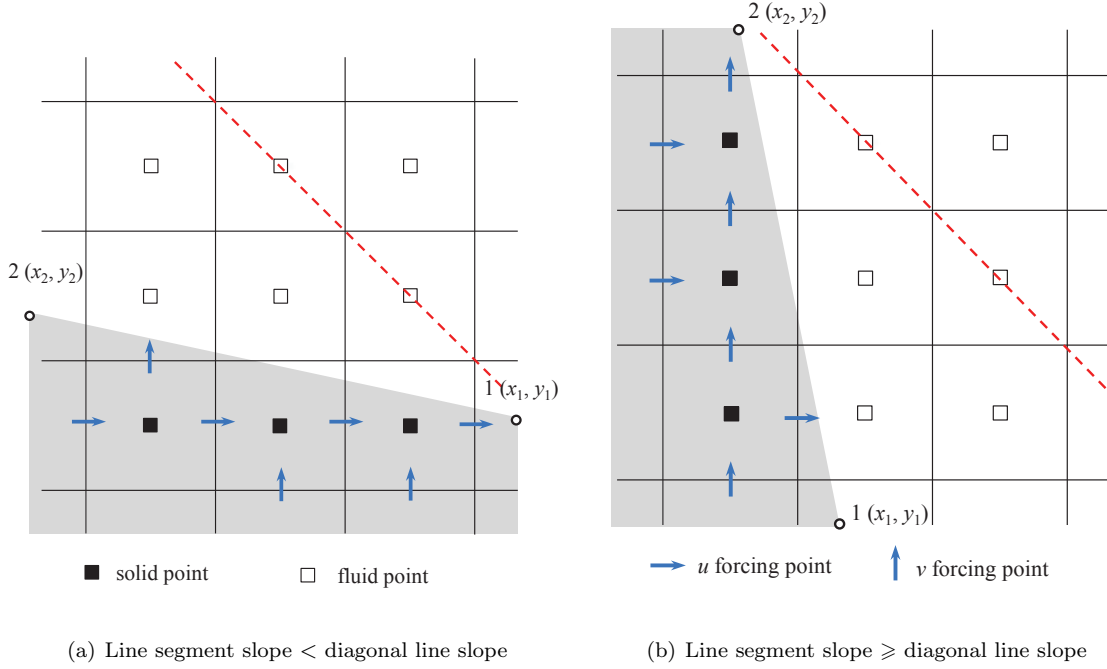 2 (x₂, y₂)
1 (x₁, y₁)
■ solid point □ fluid point
(a) Line segment slope < diagonal line slope
2 (x₂, y₂)
1 (x₁, y₁)
u forcing point v forcing point
(b) Line segment slope ⩾ diagonal line slope